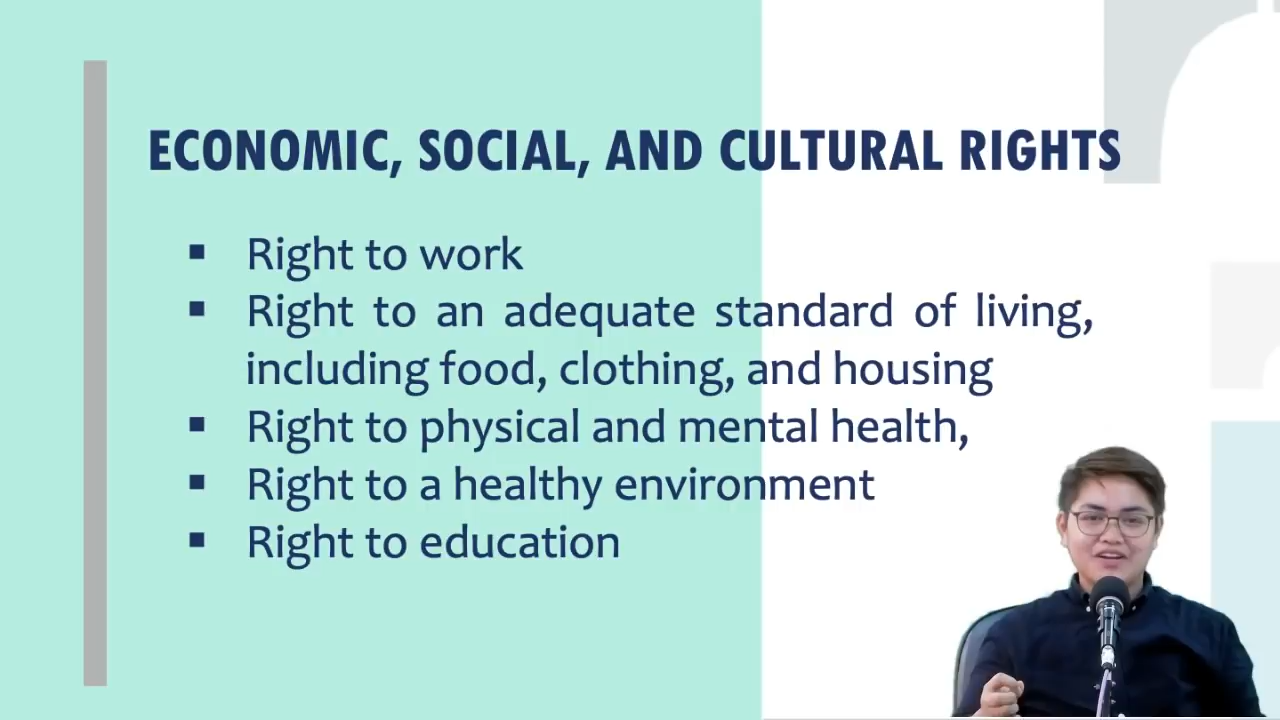 ECONOMIC, SOCIAL, AND CULTURAL RIGHTS
▪ Right to work
▪ Right to an adequate standard of living,
including food, clothing, and housing
▪ Right to physical and mental health,
▪ Right to a healthy environment
▪ Right to education